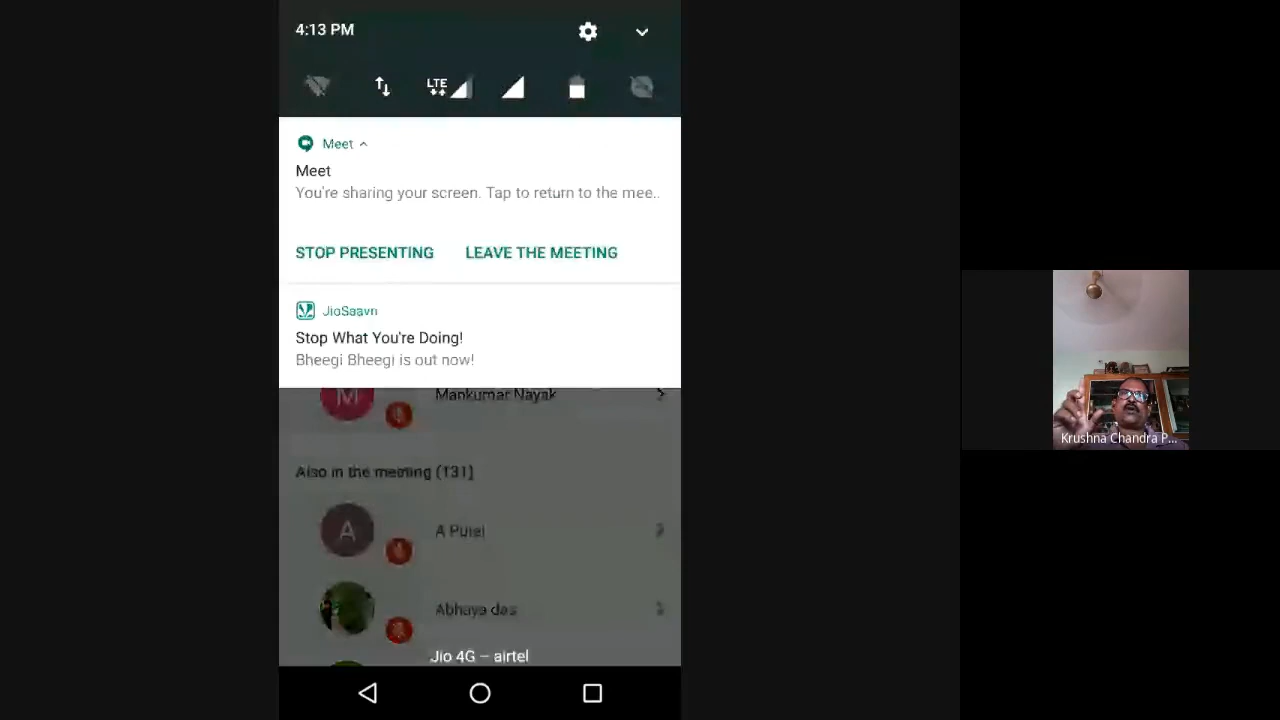 4:13 PM
LTE
Meet
Meet
You're sharing your screen. Tap to return to the mee..
STOP PRESENTING LEAVE THE MEETING
JioSaavn
Stop What You're Doing!
Bheegi Bheegi is out now!
M Mankumar Nayak
Also in the meeting (131)
A A
Abhaya das
Jio 4G — airtel
Krushna Chandra P...